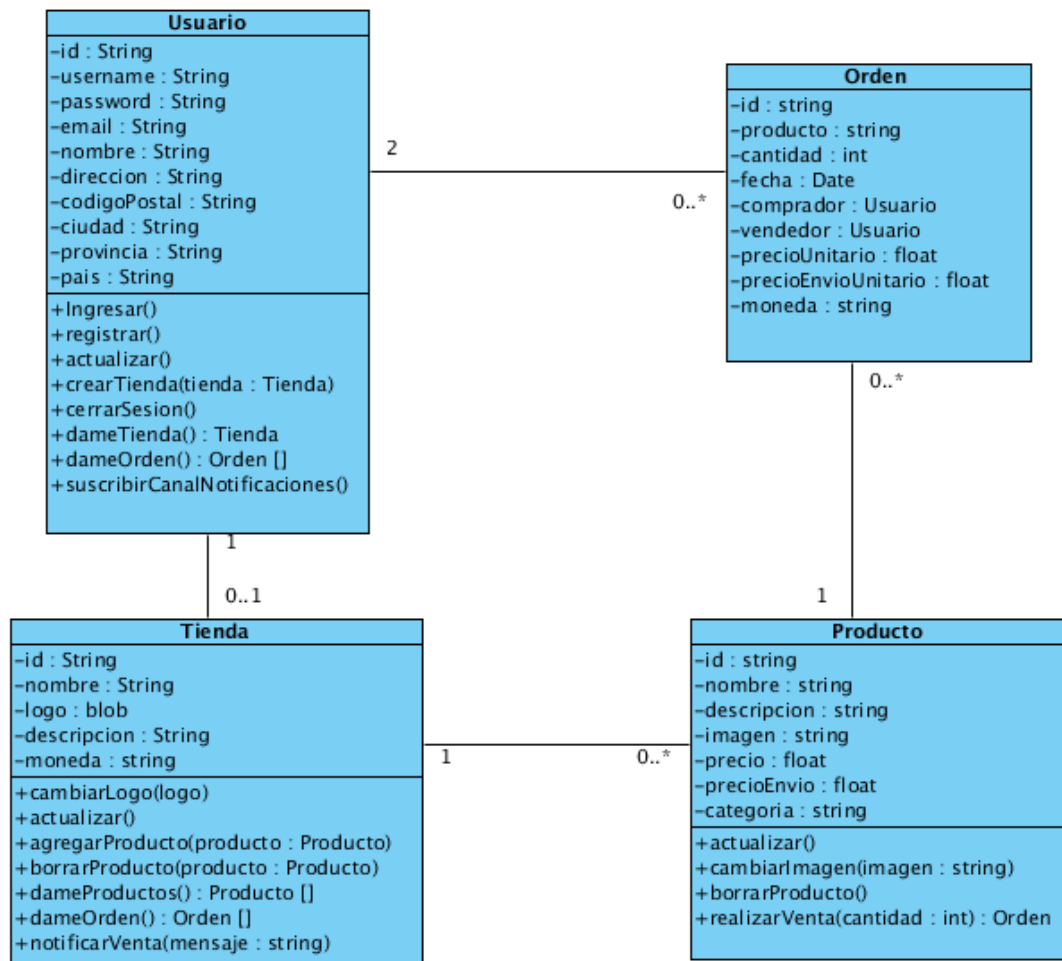 Usuario
-id : String
-username : String
-password : String
-email : String
-nombre : String
-direccion : String
-codigoPostal : String
-ciudad : String
-provincia : String
-pais : String
+Ingresar()
+registrar()
+actualizar()
+crearTienda(tienda : Tienda)
+cerrarSesion()
+dameTienda() : Tienda
+dameOrden() : Orden []
+suscribirCanalNotificaciones()
2
0..*
Orden
-id : string
-producto : string
-cantidad : int
-fecha : Date
-comprador : Usuario
-vendedor : Usuario
-precioUnitario : float
-precioEnvioUnitario : float
-moneda : string
0..*
1
1
0..1
Tienda
-id : String
-nombre : String
-logo : blob
-descripcion : String
-moneda : string
+cambiarLogo(logo)
+actualizar()
+agregarProducto(producto : Producto)
+borrarProducto(producto : Producto)
+dameProductos() : Producto []
+dameOrden() : Orden []
+notificarVenta(mensaje : string)
1
0..*
Producto
-id : string
-nombre : string
-descripcion : string
-imagen : string
-precio : float
-precioEnvio : float
-categoria : string
+actualizar()
+cambiarImagen(imagen : string)
+borrarProducto()
+realizarVenta(cantidad : int) : Orden